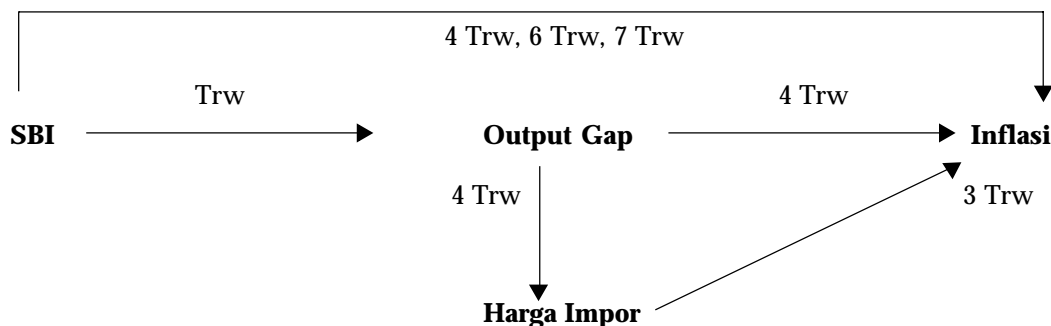 4 Trw, 6 Trw, 7 Trw
Trw
4 Trw
SBI
Output Gap
Inflasi
4 Trw
3 Trw
Harga Impor